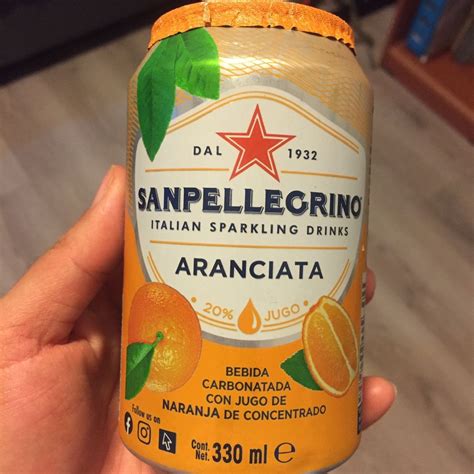 DAL 1932
SANPELLEGRINO
ITALIAN SPARKLING DRINKS
ARANCIATA
20% JUGO
BEBIDA
CARBONATADA
CON JUGO DE
NARANJA DE CONCENTRADO
Follow us on
Cont.
Net. 330 ml e